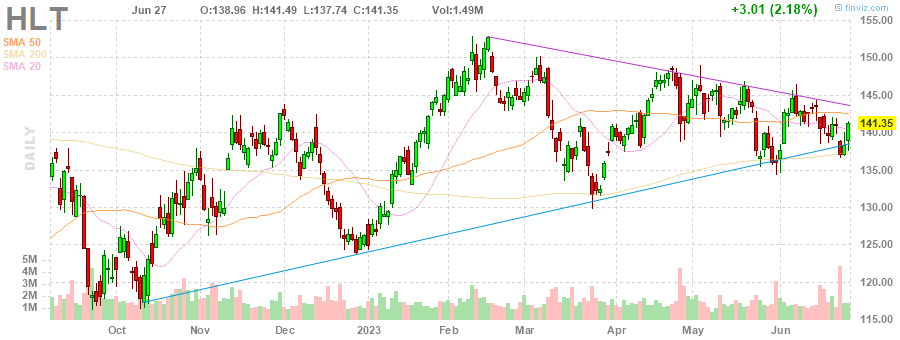 HLT
Jun 27 O:138.96 H:141.49 L:137.74 C:141.35 Vol:1.49M +3.01 (2.18%) © finviz.com
SMA 50
SMA 200
SMA 20
DAILY
155.00
150.00
145.00
141.35
140.00
135.00
130.00
125.00
120.00
115.00
5M
4M
3M
2M
1M
Oct Nov Dec 2023 Feb Mar Apr May Jun